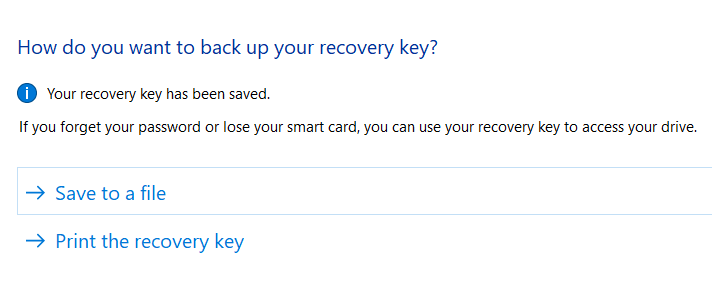 How do you want to back up your recovery key?
i Your recovery key has been saved.
If you forget your password or lose your smart card, you can use your recovery key to access your drive.
→ Save to a file
→ Print the recovery key